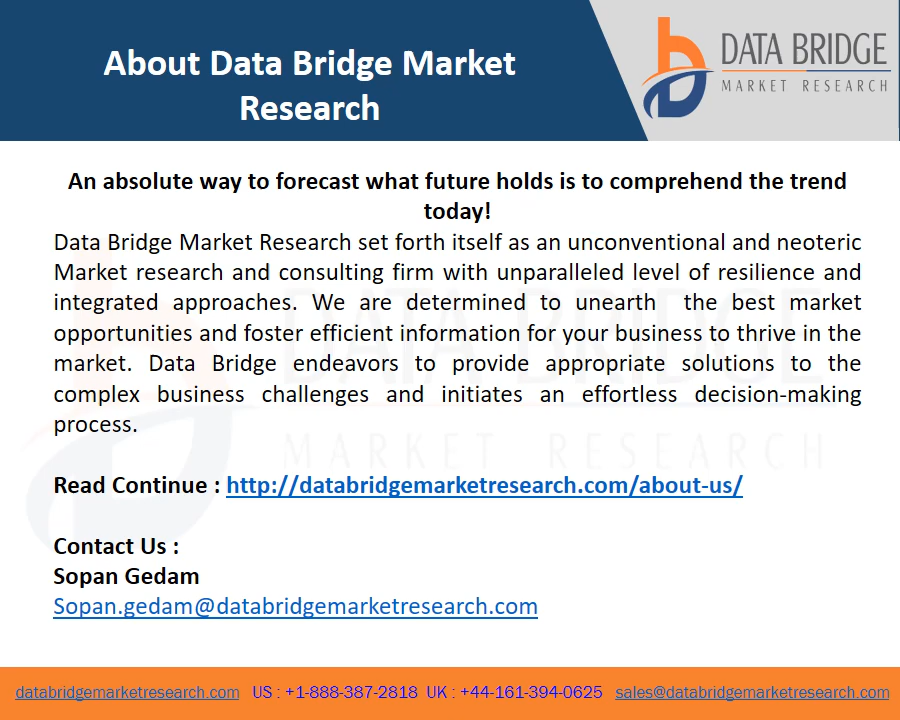 About Data Bridge Market
Research
DATA BRIDGE
MARKET RESEARCH
An absolute way to forecast what future holds is to comprehend the trend
today!
Data Bridge Market Research set forth itself as an unconventional and neoteric
Market research and consulting firm with unparalleled level of resilience and
integrated approaches. We are determined to unearth the best market
opportunities and foster efficient information for your business to thrive in the
market. Data Bridge endeavors to provide appropriate solutions to the
complex business challenges and initiates an effortless decision-making
process.
DATA BRIDGE
MARKET RESEARCH
Read Continue : http://databridgemarketresearch.com/about-us/
Contact Us :
Sopan Gedam
Sopan.gedam@databridgemarketresearch.com
databridgemarketresearch.com US : +1-888-387-2818 UK : +44-161-394-0625 sales@databridgemarketresearch.com